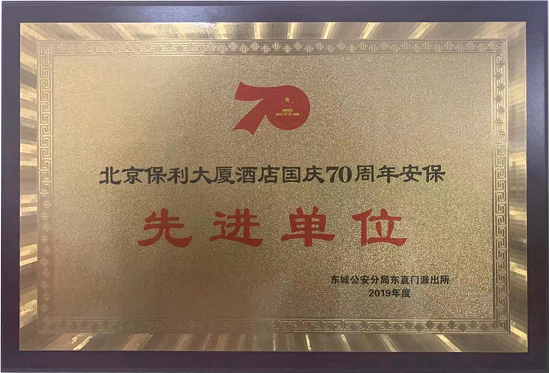 70
北京保利大厦酒店国庆70周年安保
先进单位
东城公安分局东直门派出所
2019年度